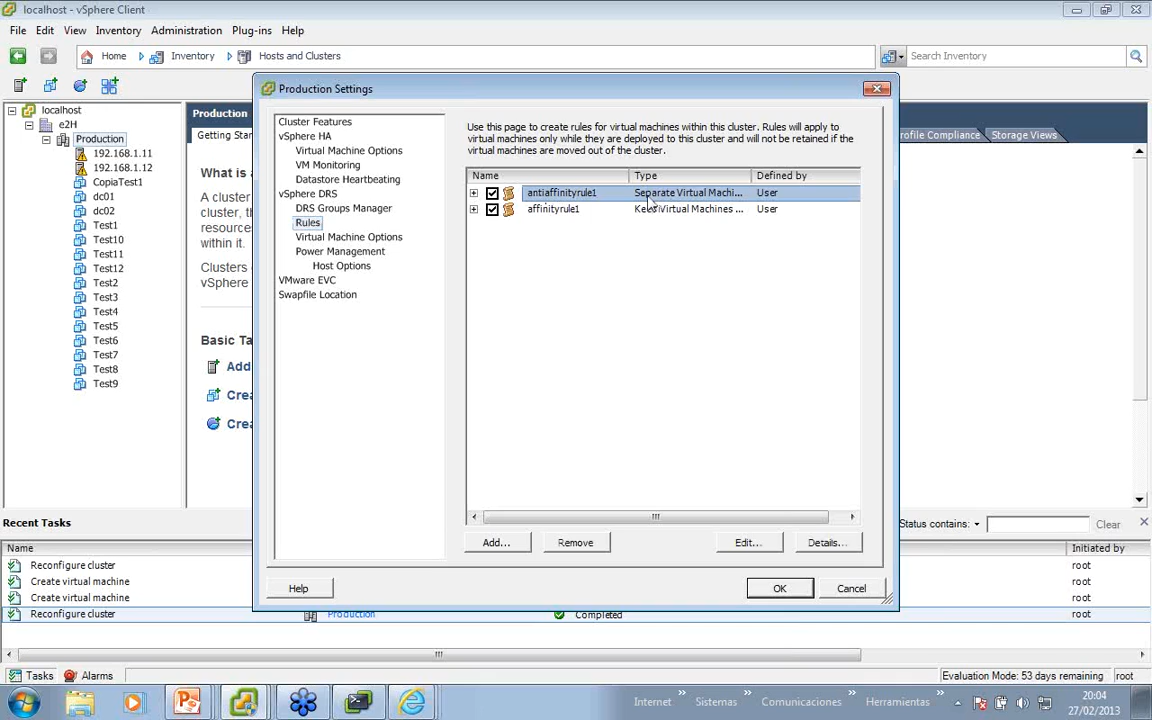 localhost - vSphere Client
File Edit View Inventory Administration Plug-ins Help
Home Inventory Hosts and Clusters
Search Inventory
localhost
e2H
Production
192.168.1.11
192.168.1.12
CopiaTest1
dc01
dc02
Test1
Test10
Test11
Test12
Test2
Test3
Test4
Test5
Test6
Test7
Test8
Test9
Production
Getting Star
What is
A cluster
cluster, th
resources
within it.
Clusters
vSphere
Basic Ta
Add
Crea
Crea
rofile Compliance Storage Views
Production Settings
Cluster Features
vSphere HA
Virtual Machine Options
VM Monitoring
Datastore Heartbeating
vSphere DRS
DRS Groups Manager
Rules
Virtual Machine Options
Power Management
Host Options
VMware EVC
Swapfile Location
Use this page to create rules for virtual machines within this cluster. Rules will apply to
virtual machines only while they are deployed to this cluster and will not be retained if the
virtual machines are moved out of the cluster.
Name Type Defined by
antiaffinityrule1 Separate Virtual Machi... User
affinityrule1 Virtual Machines ... User
Add... Remove Edit... Details...
Help OK Cancel
Recent Tasks
Status contains: Clear
Name Initiated by
Reconfigure cluster root
Create virtual machine root
Create virtual machine root
Reconfigure cluster Production Completed root
Tasks Alarms
Evaluation Mode: 53 days remaining root
Internet Sistemas Comunicaciones Herramientas
20:04
27/02/2013